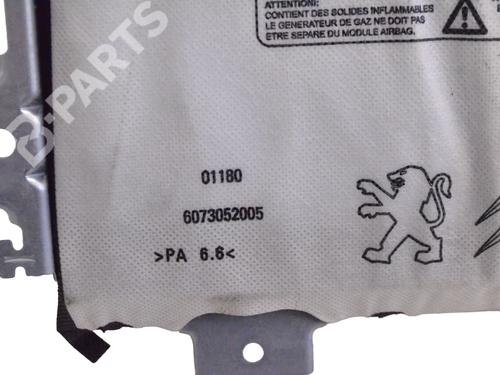 ATTENTION:
CONTIENT DES SOLIDES INFLAMMABLES
LE GENERATEUR DE GAZ NE DOIT PAS
ETRE SEPARE DU MODULE AIRBAG.
B-PARTS
01180
6073052005
>PA 6.6<